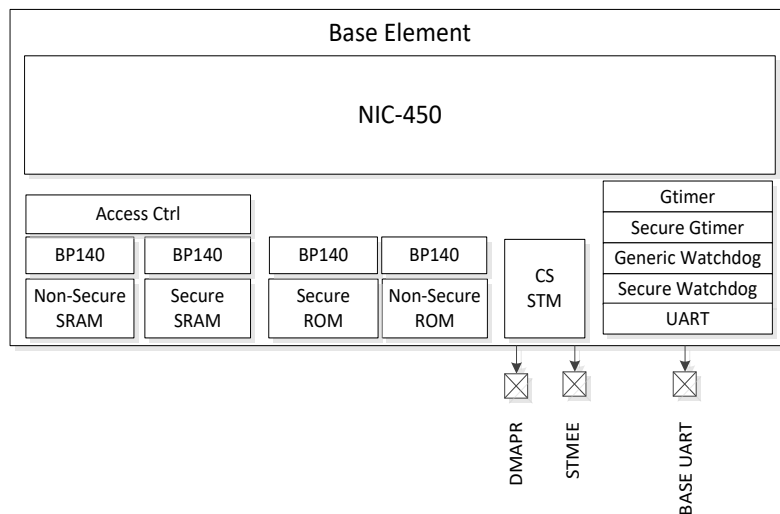 Base Element
NIC-450
Access Ctrl
BP140
BP140
BP140
BP140
Non-Secure
SRAM
Secure
SRAM
Secure
ROM
Non-Secure
ROM
CS
STM
Gtimer
Secure Gtimer
Generic Watchdog
Secure Watchdog
UART
DMAPR
STMEE
BASE UART